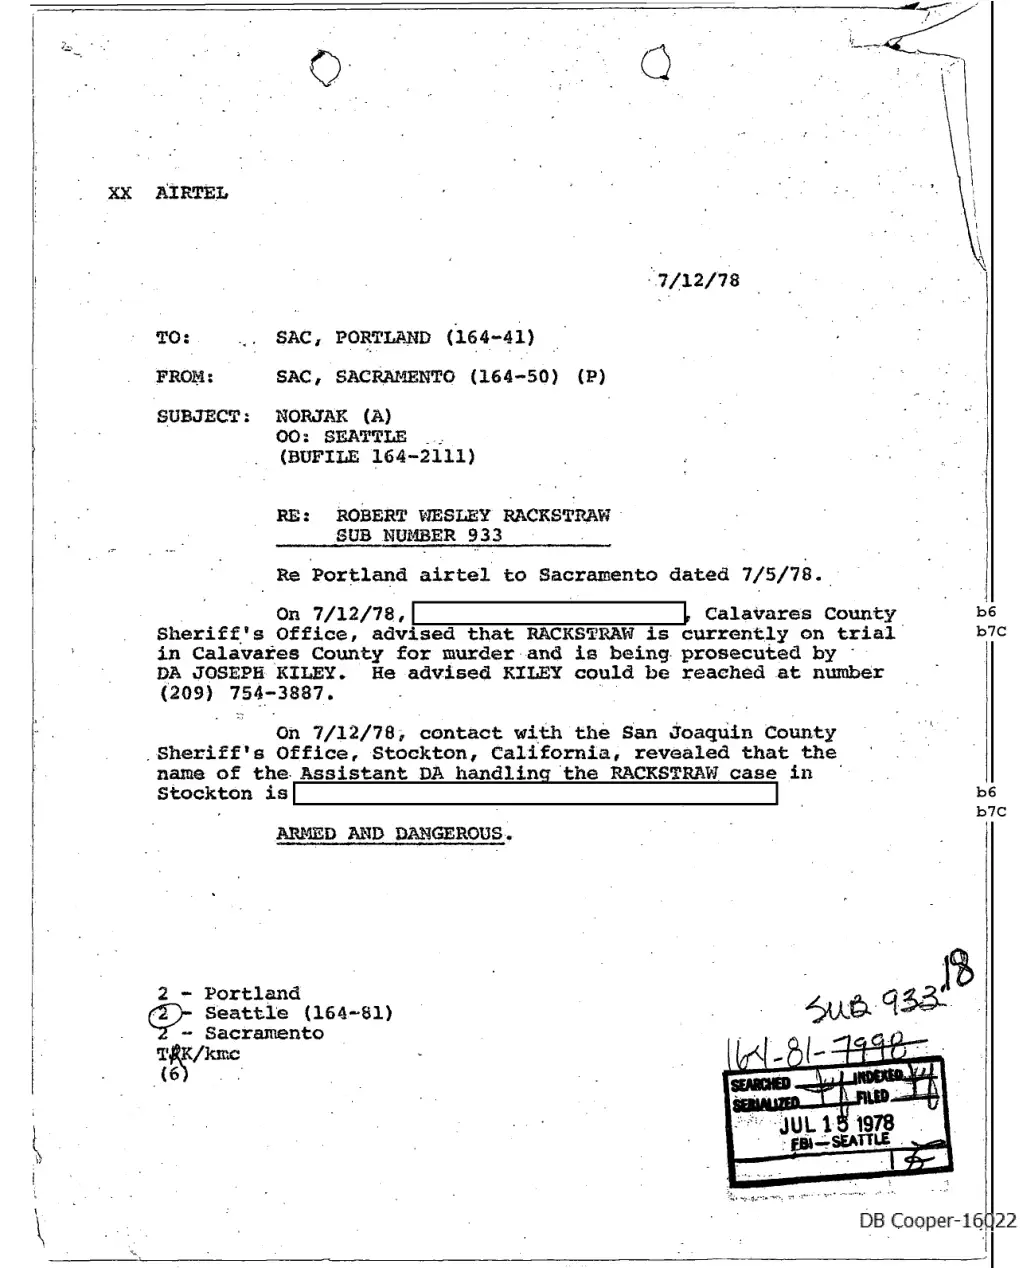 XX AIRTEL
7/12/78
TO: SAC, PORTLAND (164-41)
FROM: SAC, SACRAMENTO (164-50) (P)
SUBJECT: NORJAK (A)
OO: SEATTLE
(BUFILE 164-2111)
RE: ROBERT WESLEY RACKSTRAW
SUB NUMBER 933
Re Portland airtel to Sacramento dated 7/5/78.
On 7/12/78, , Calavares County b6
Sheriff's Office, advised that RACKSTRAW is currently on trial b7C
in Calavares County for murder and is being prosecuted by
DA JOSEPH KILEY. He advised KILEY could be reached at number
(209) 754-3887.
On 7/12/78, contact with the San Joaquin County
Sheriff's Office, Stockton, California, revealed that the
name of the Assistant DA handling the RACKSTRAW case in
Stockton is b6
b7C
ARMED AND DANGEROUS.
2 - Portland
2 - Seattle (164-81)
2 - Sacramento
TRK/kmc
(6)
SUB 933-18
164-81-7998
SEARCHED INDEXED
SERIALIZED FILED
JUL 15 1978
FBI-SEATTLE
DB Cooper-16022